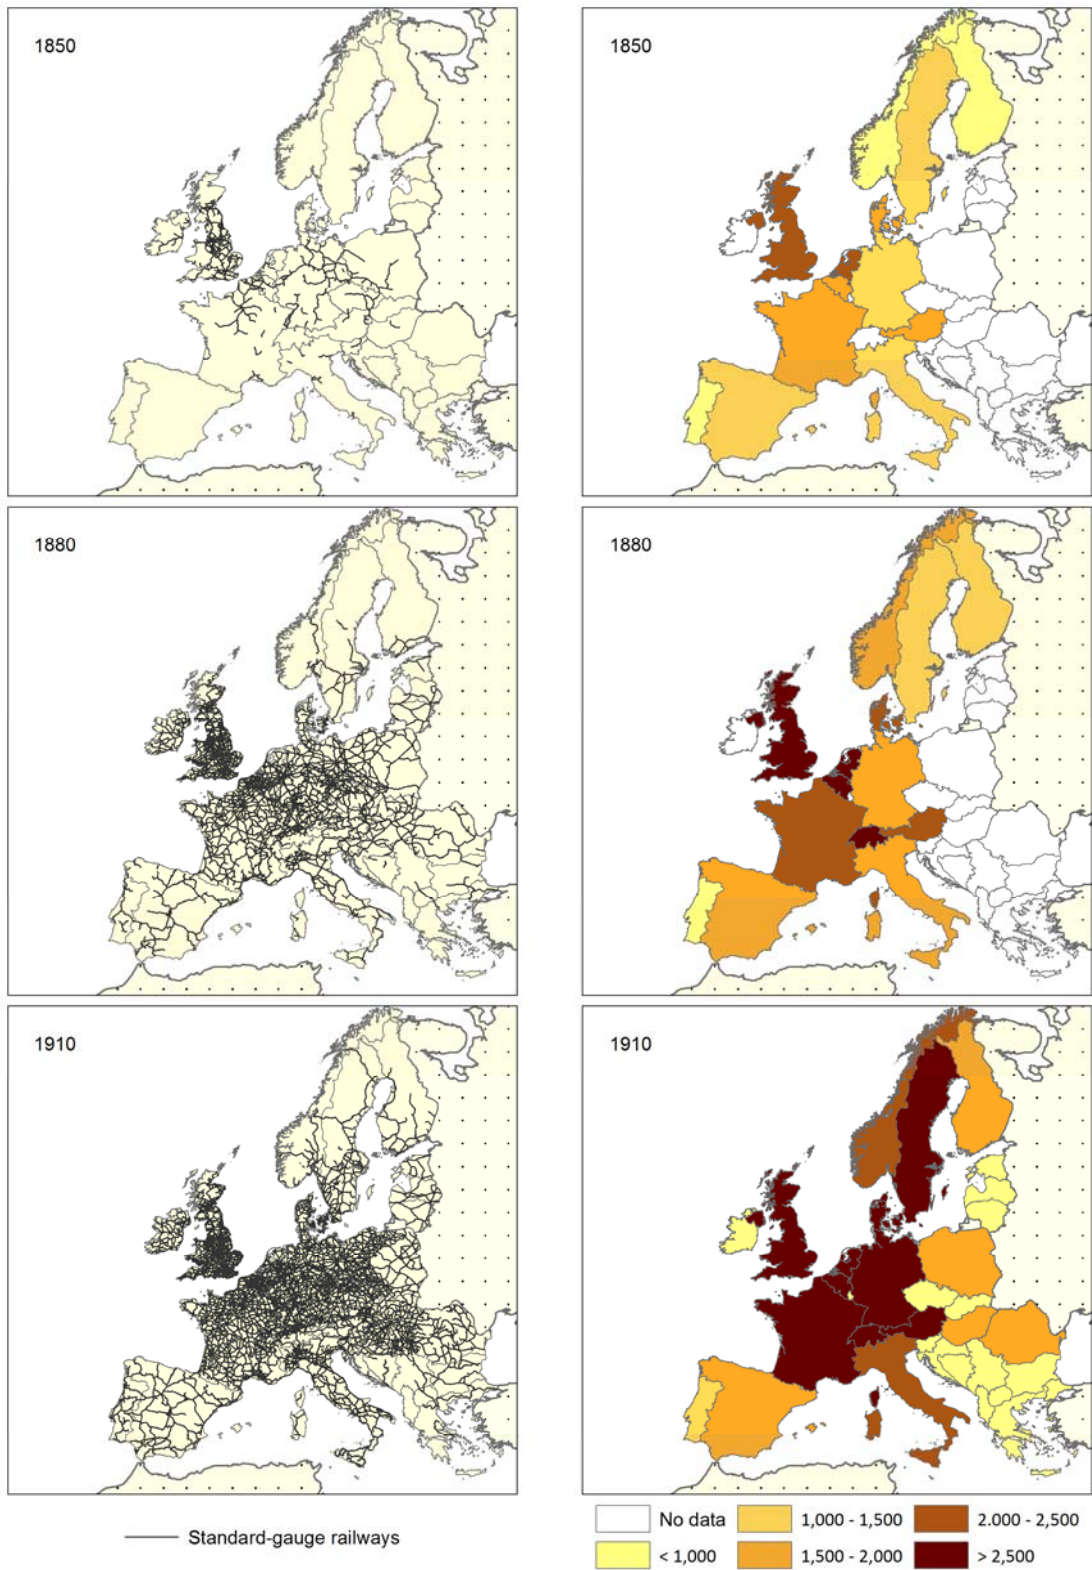 1850
1850
1880
1880
1910
1910
Standard-gauge railways
No data
1,000 - 1,500
2.000 - 2,500
< 1,000
1,500 - 2,000
> 2,500